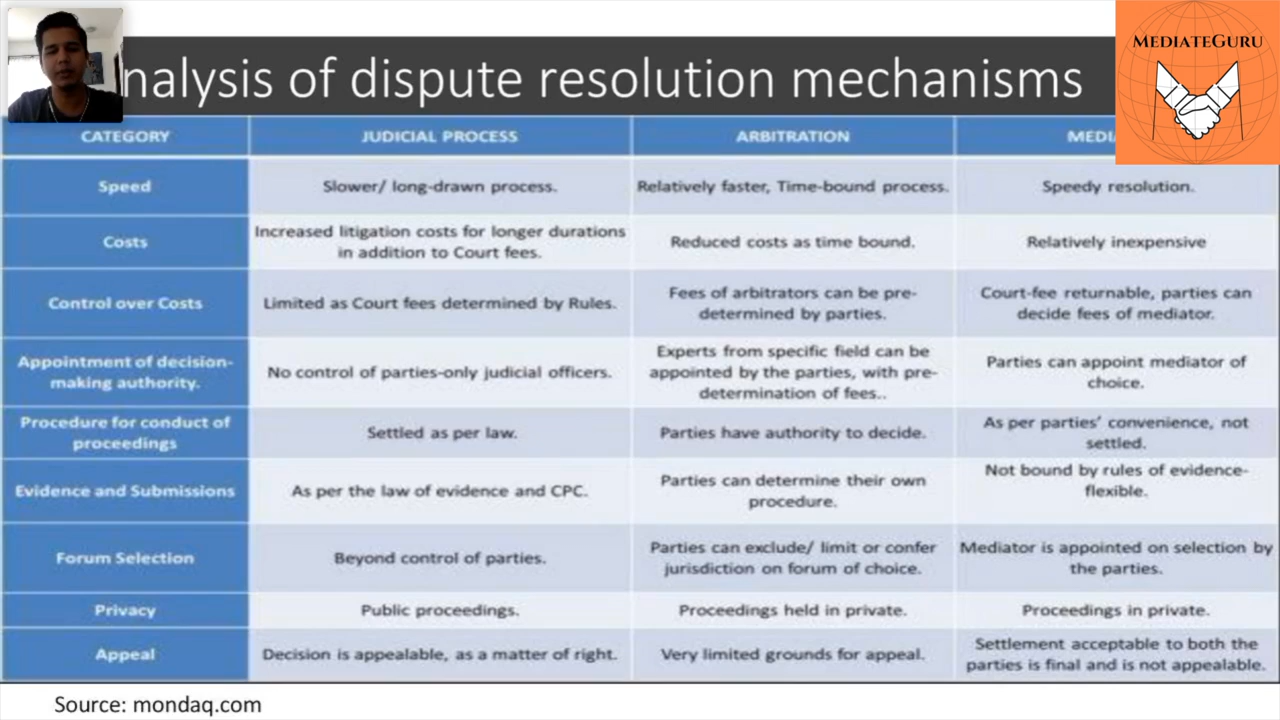 MEDIATEGURU
nalysis of dispute resolution mechanisms
CATEGORY
JUDICIAL PROCESS
ARBITRATION
MEDIA
Speed
Slower/ long-drawn process.
Relatively faster, Time-bound process.
Speedy resolution.
Costs
Increased litigation costs for longer durations
in addition to Court fees.
Reduced costs as time bound.
Relatively inexpensive
Control over Costs
Limited as Court fees determined by Rules.
Fees of arbitrators can be pre-
determined by parties.
Court-fee returnable, parties can
decide fees of mediator.
Appointment of decision-
making authority.
No control of parties-only judicial officers.
Experts from specific field can be
appointed by the parties, with pre-
determination of fees..
Parties can appoint mediator of
choice.
Procedure for conduct of
proceedings
Settled as per law.
Parties have authority to decide.
As per parties’ convenience, not
settled.
Evidence and Submissions
As per the law of evidence and CPC.
Parties can determine their own
procedure.
Not bound by rules of evidence-
flexible.
Forum Selection
Beyond control of parties.
Parties can exclude/ limit or confer
jurisdiction on forum of choice.
Mediator is appointed on selection by
the parties.
Privacy
Public proceedings.
Proceedings held in private.
Proceedings in private.
Appeal
Decision is appealable, as a matter of right.
Very limited grounds for appeal.
Settlement acceptable to both the
parties is final and is not appealable.
Source: mondaq.com